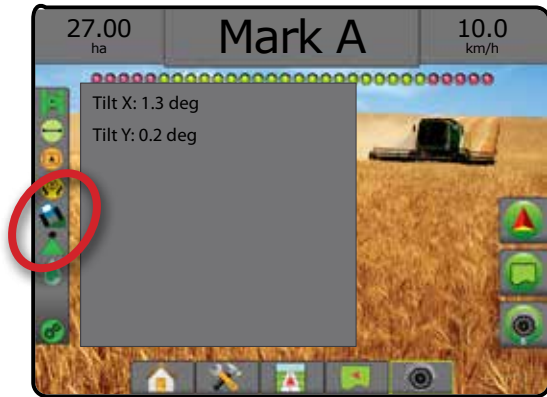 27.00
ha
Mark A
10.0
km/h
Tilt X: 1.3 deg
Tilt Y: 0.2 deg